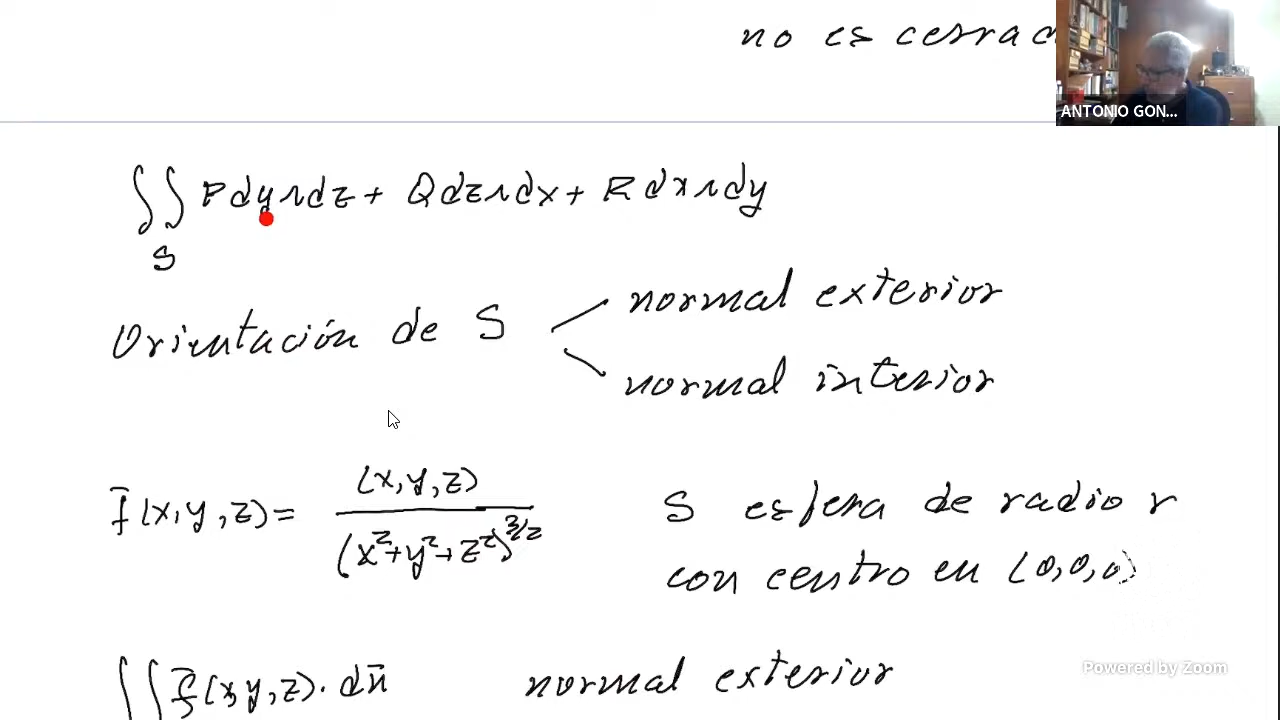 no es cerrad
ANTONIO GON...
∫∫ P dy∧dz + Q dz∧dx + R dx∧dy
S
Orientación de S
normal exterior
normal interior
f̄(x,y,z) = (x,y,z) / (x²+y²+z²)^3/2
S esfera de radio r
con centro en (0,0,0)
∫∫ f̄(x,y,z)· dn̄ normal exterior
Powered by Zoom